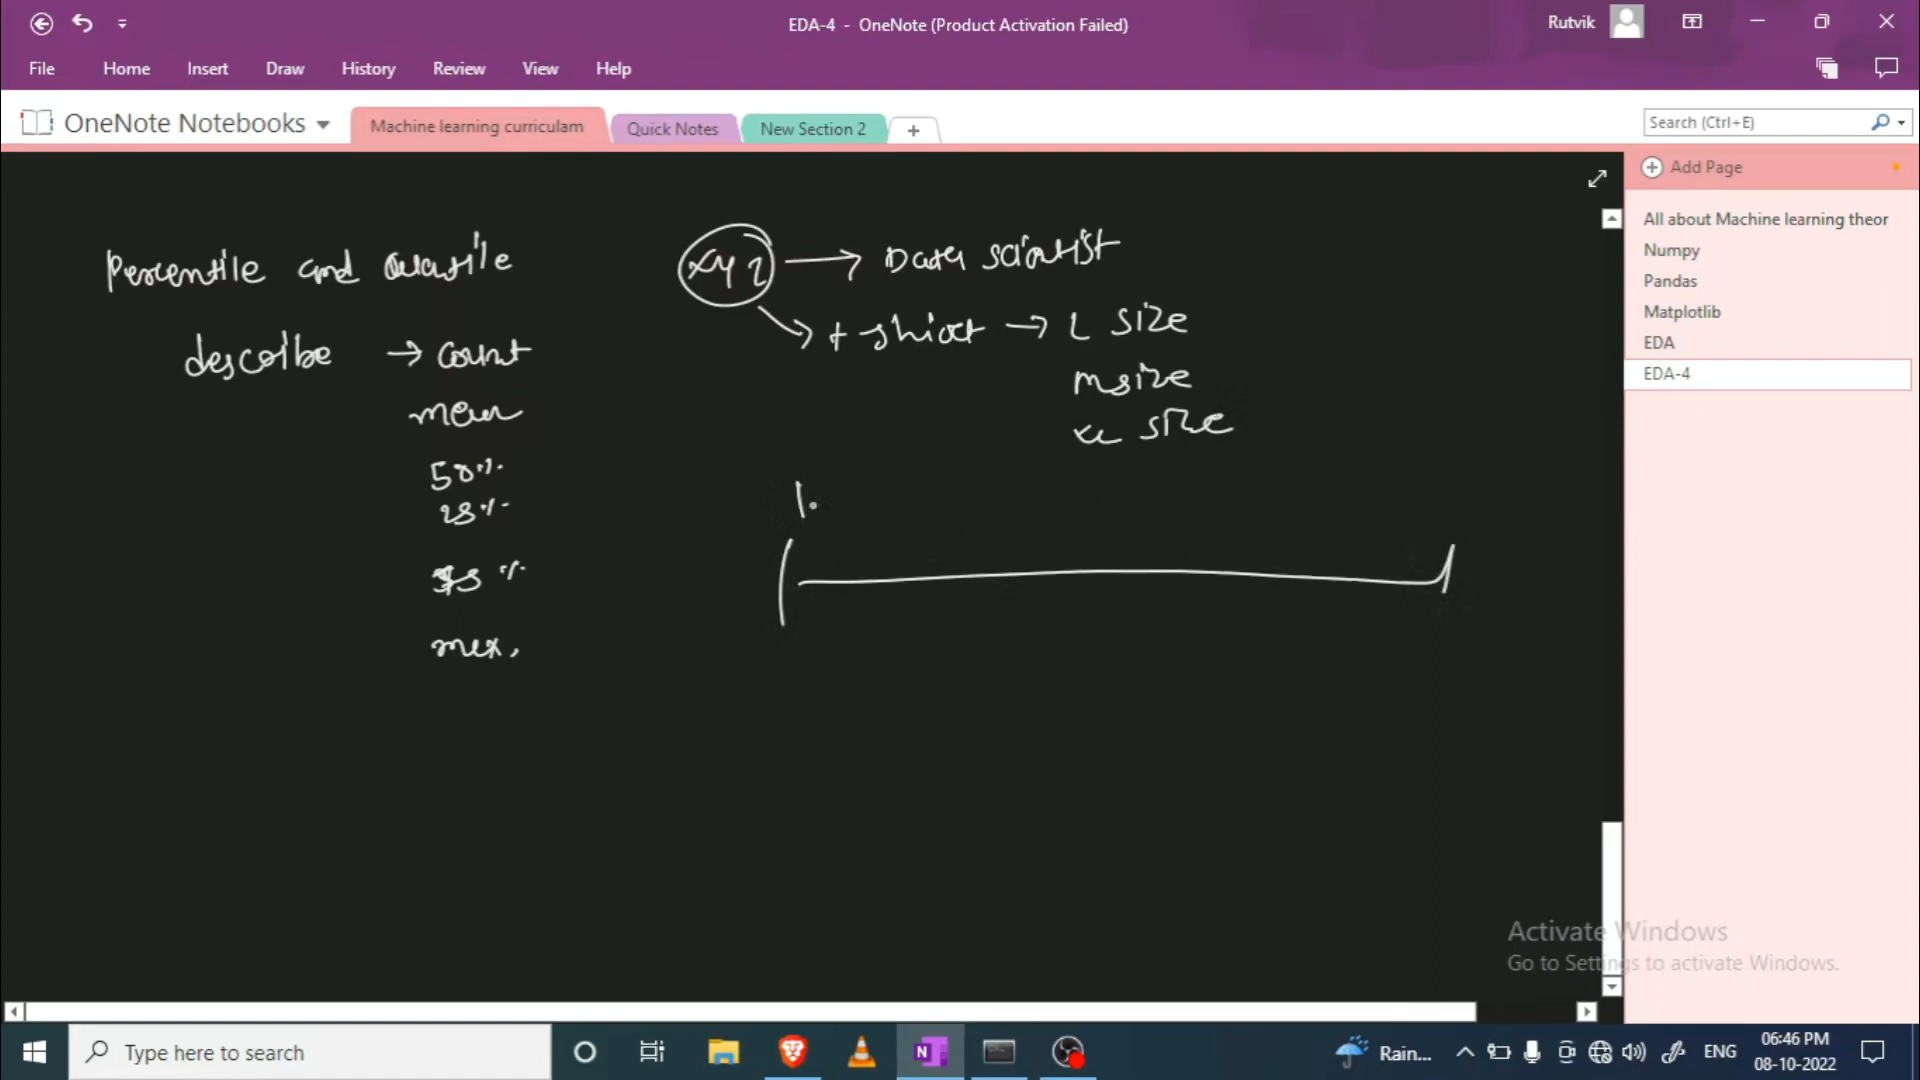 EDA-4 - OneNote (Product Activation Failed)
Rutvik
File Home Insert Draw History Review View Help
OneNote Notebooks
Machine learning curriculam
Quick Notes
New Section 2
Search (Ctrl+E)
Add Page
All about Machine learning theor
Numpy
Pandas
Matplotlib
EDA
EDA-4
Percentile and Quantile
describe → count
mean
50%
25%
75%
max.
xyz → Data scientist
→ t shirt → L size
m size
xl size
1.
Activate Windows
Go to Settings to activate Windows.
Type here to search
Rain...
ENG
06:46 PM
08-10-2022